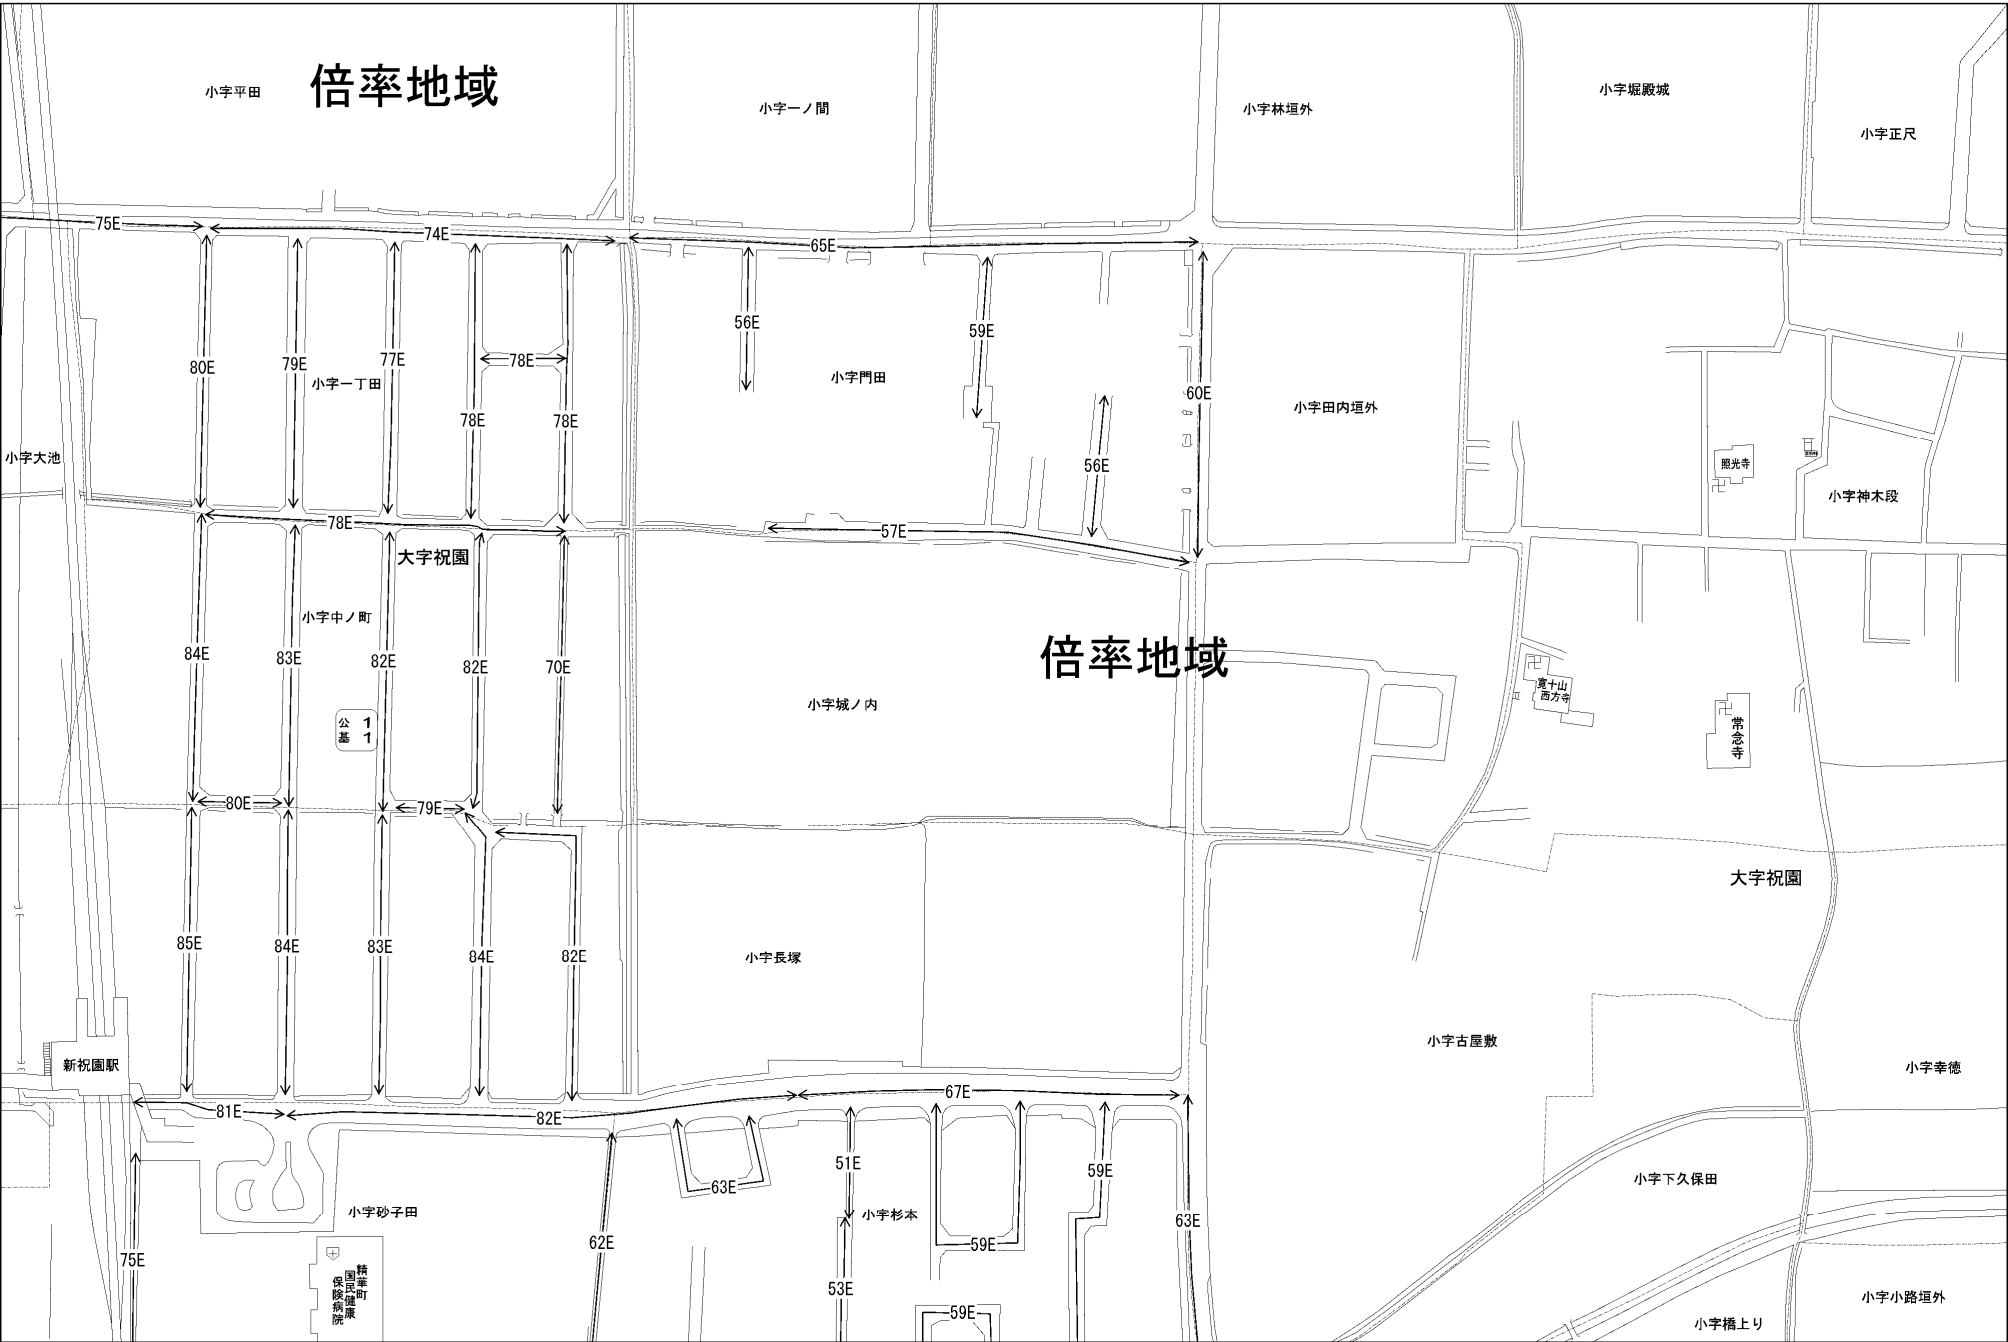 小字平田
倍率地域
小字一ノ間
小字林垣外
小字堀殿城
小字正尺
75E
74E
65E
80E
79E
77E
78E
78E
78E
小字一丁田
56E
59E
小字門田
60E
小字田内垣外
小字大池
56E
照光寺
小字神木段
78E
57E
大字祝園
小字中ノ町
84E
83E
82E
82E
70E
倍率地域
小字城ノ内
公 1
基 1
寛十山
西方寺
常念寺
80E
79E
大字祝園
85E
84E
83E
84E
82E
小字長塚
小字古屋敷
新祝園駅
小字幸徳
81E
82E
67E
51E
59E
63E
小字下久保田
小字砂子田
小字杉本
62E
63E
59E
75E
精華町
国民健康
保険病院
53E
59E
小字小路垣外
小字橋上り